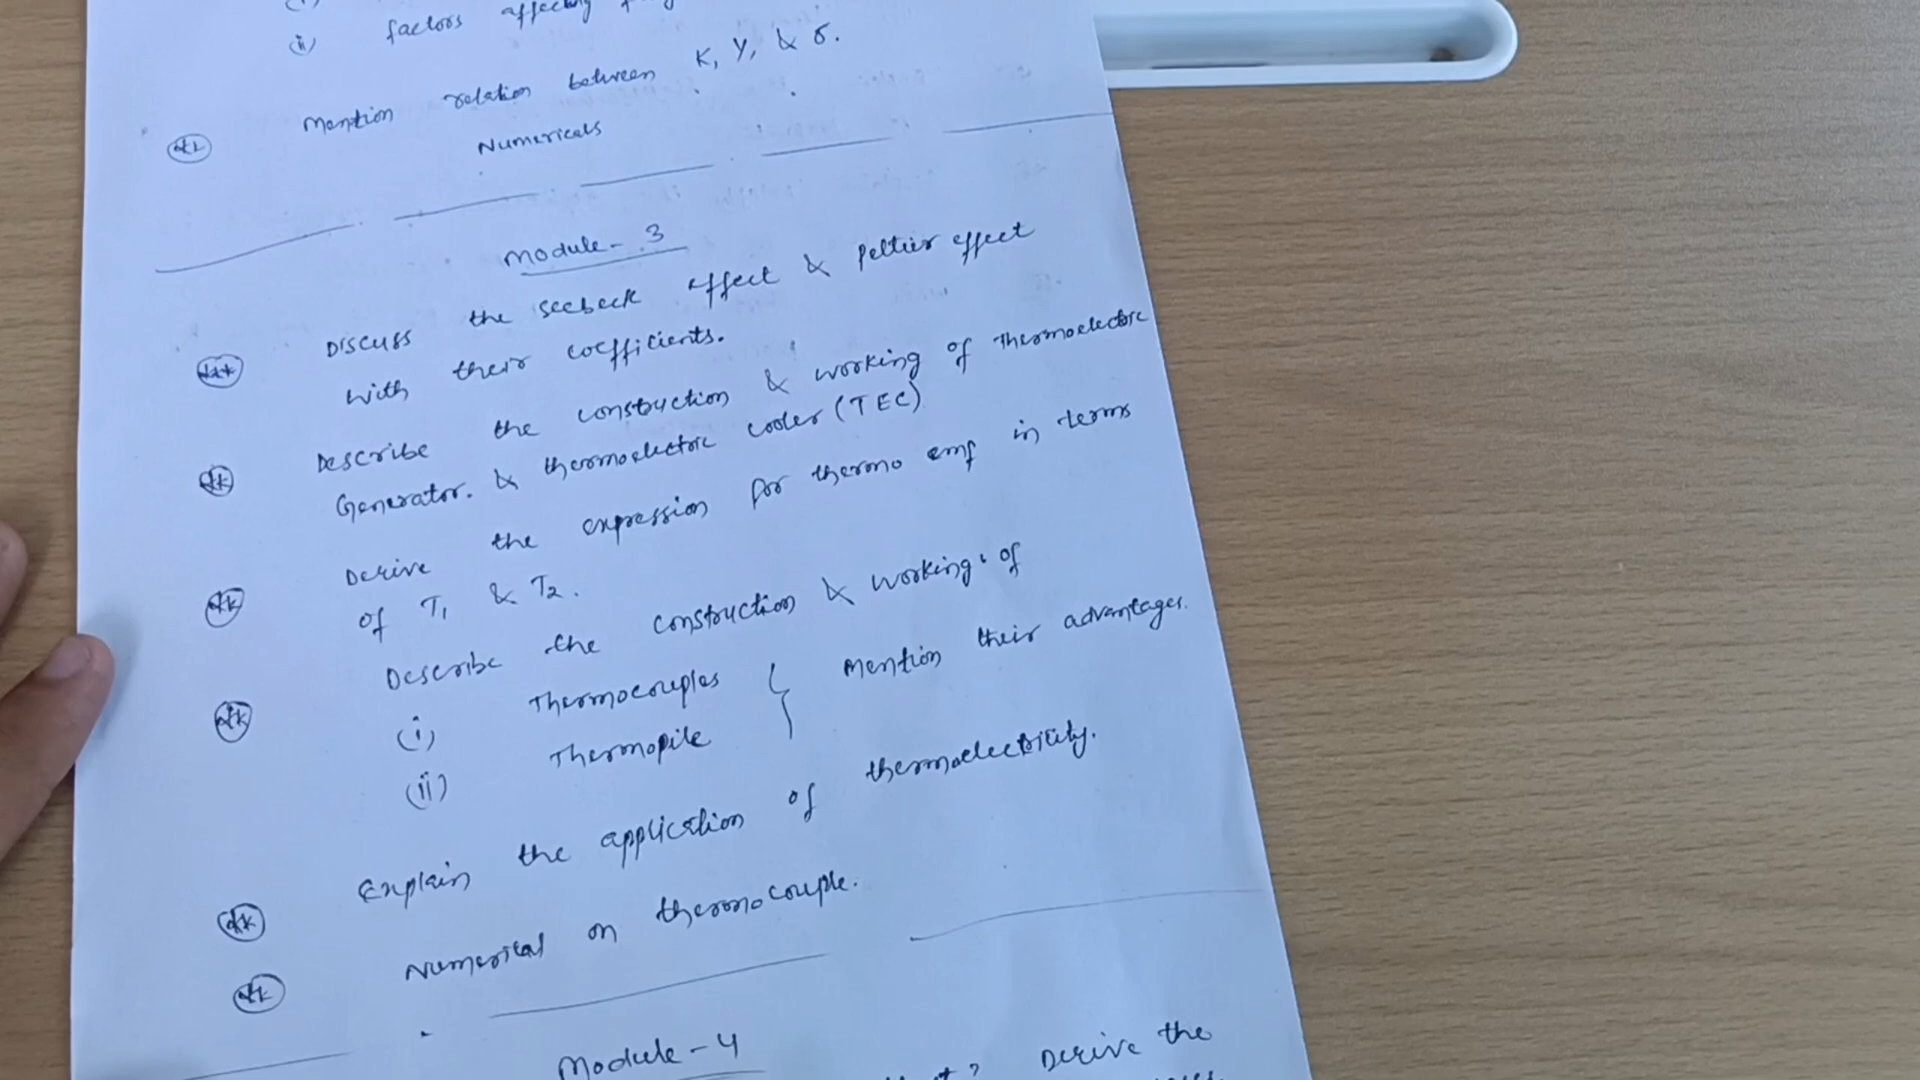 (ii) factors affecting
Mention relation between K, Y, & σ.
Numericals
Module - 3
Discuss the seebeck effect & peltier effect
with their coefficients.
Describe the construction & working of thermoelectric
Generator. & thermoelectric cooler (TEC)
Derive the expression for thermo emf in terms
of T1 & T2.
Describe the construction & working of
(i) Thermocouples } Mention their advantages.
(ii) Thermopile
Explain the application of thermoelectricity.
Numerical on thermocouple.
Module - 4
? Derive the